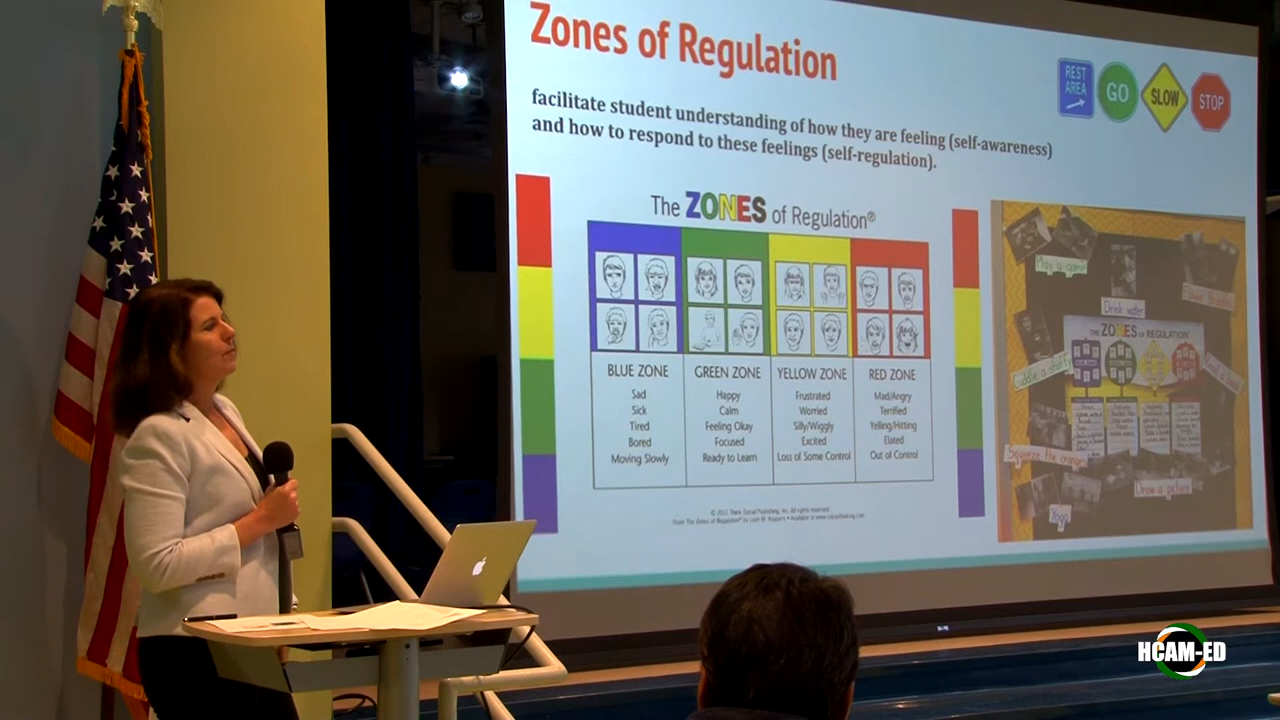 Zones of Regulation
REST
AREA
GO
SLOW
STOP
facilitate student understanding of how they are feeling (self-awareness)
and how to respond to these feelings (self-regulation).
The ZONES of Regulation®
BLUE ZONE
Sad
Sick
Tired
Bored
Moving Slowly
GREEN ZONE
Happy
Calm
Feeling Okay
Focused
Ready to Learn
YELLOW ZONE
Frustrated
Worried
Silly/Wiggly
Excited
Loss of Some Control
RED ZONE
Mad/Angry
Terrified
Yelling/Hitting
Elated
Out of Control
Play a game
Drink water
THE ZONES OF REGULATION
Squeeze the
Draw a picture
Yoga
HCAM-ED